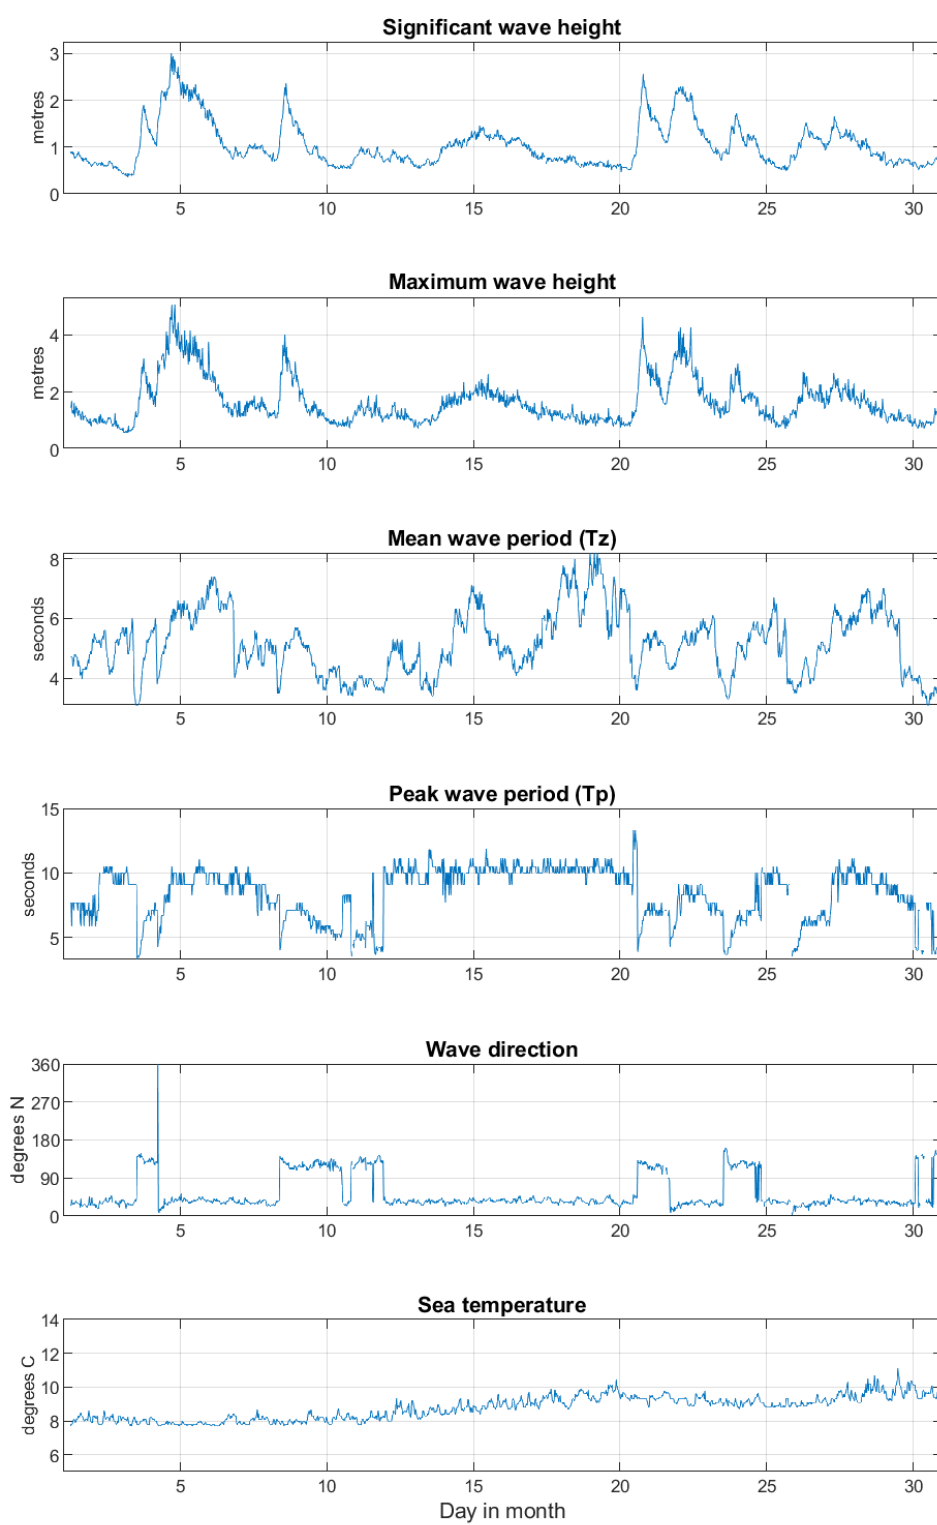 Significant wave height
3
2
1
0
metres
5 10 15 20 25 30
Maximum wave height
4
2
0
metres
5 10 15 20 25 30
Mean wave period (Tz)
8
6
4
seconds
5 10 15 20 25 30
Peak wave period (Tp)
15
10
5
seconds
5 10 15 20 25 30
Wave direction
360
270
180
90
0
degrees N
5 10 15 20 25 30
Sea temperature
14
12
10
8
6
degrees C
5 10 15 20 25 30
Day in month